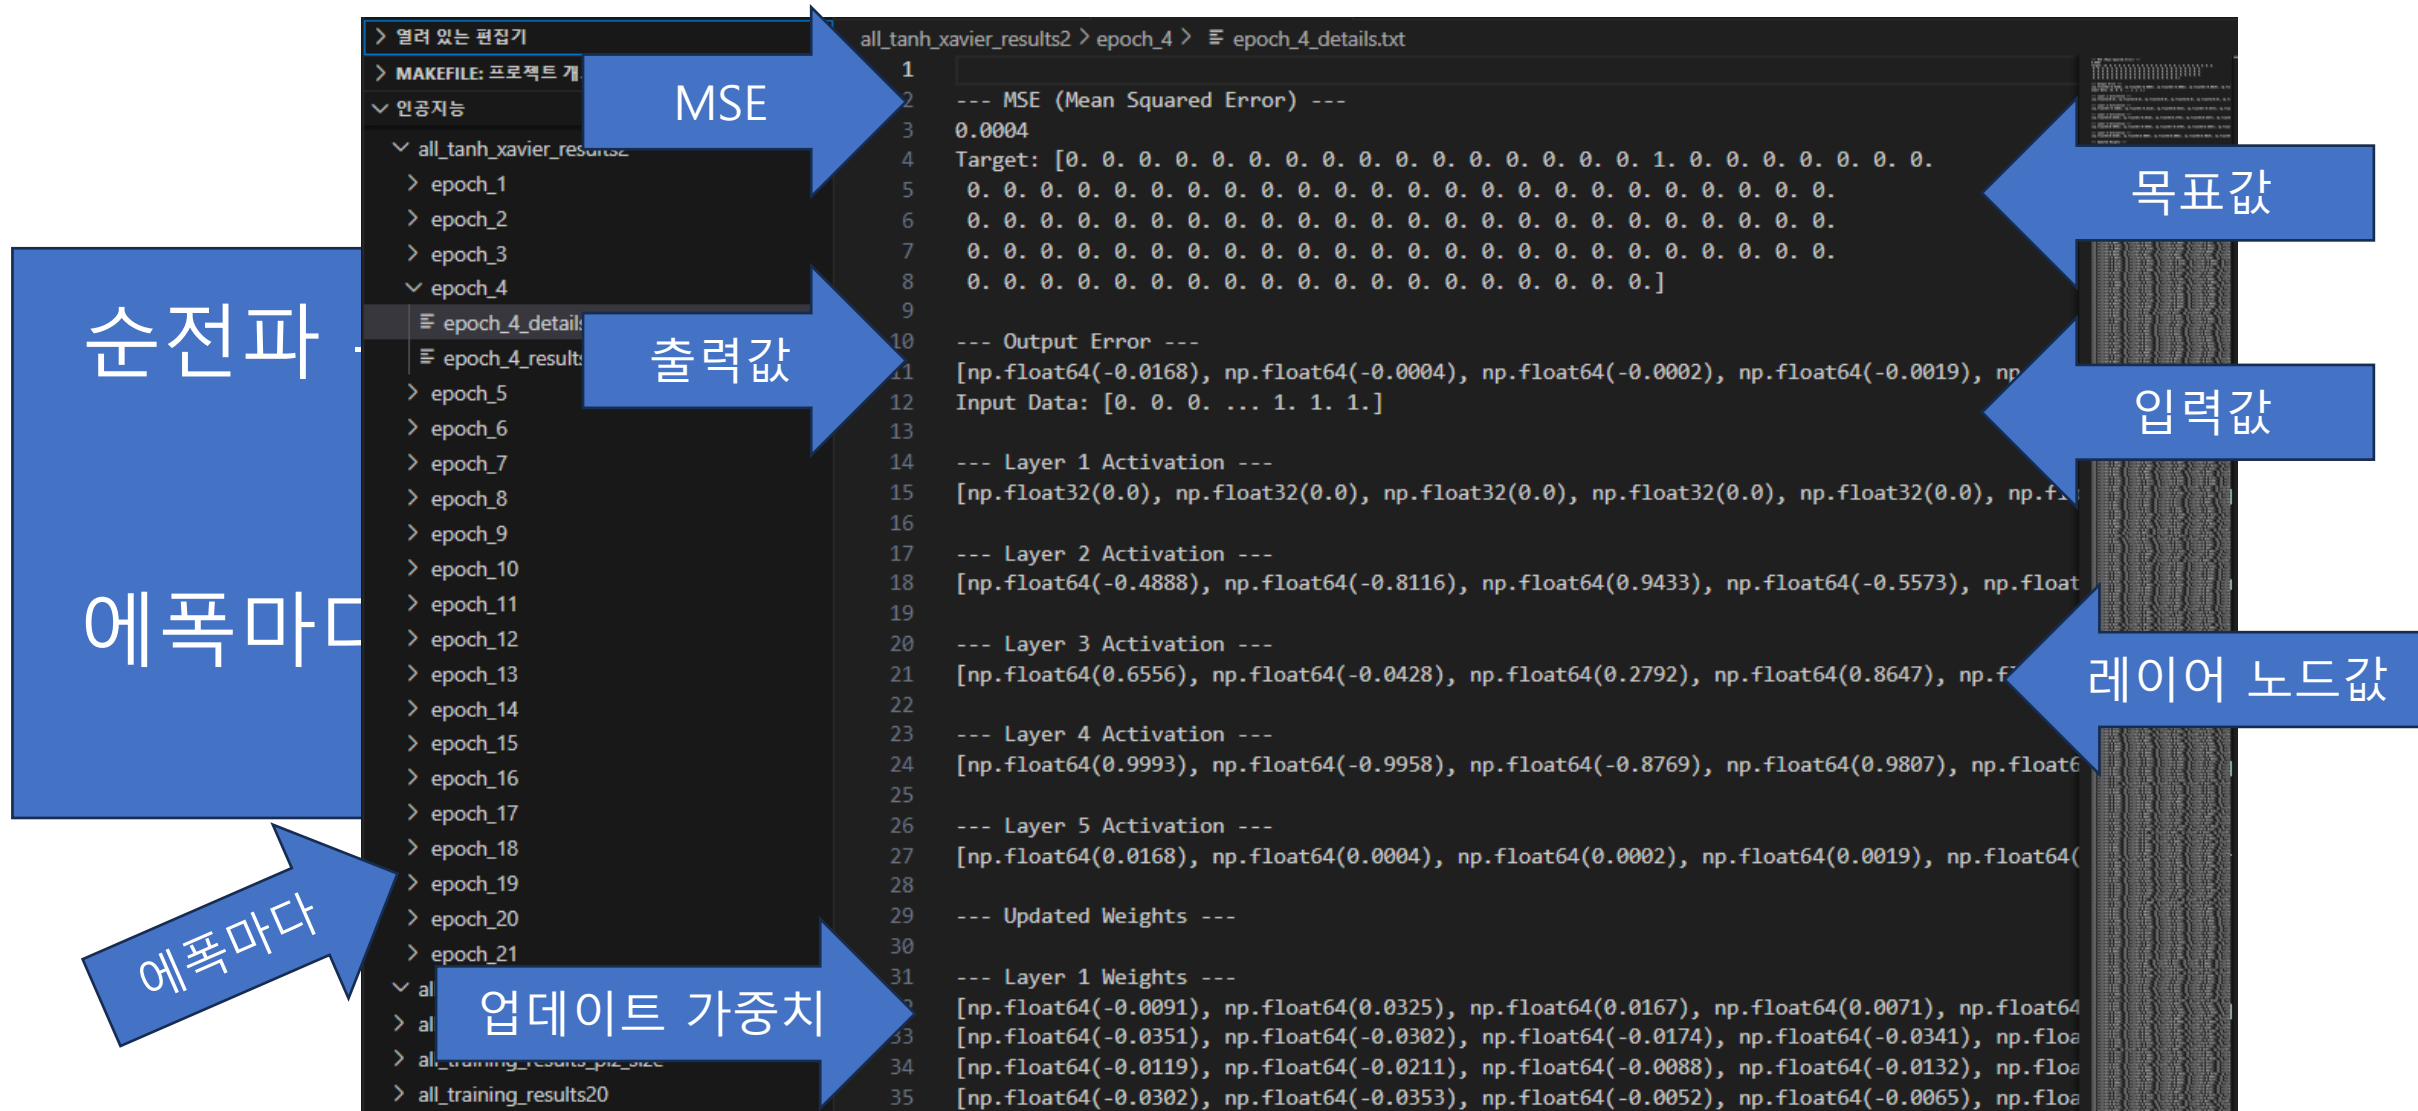 순전파
에폭마다
에폭마다
열려 있는 편집기
MAKEFILE: 프로젝트 개
인공지능
all_tanh_xavier_results2
epoch_1
epoch_2
epoch_3
epoch_4
epoch_4_details
epoch_4_results
epoch_5
epoch_6
epoch_7
epoch_8
epoch_9
epoch_10
epoch_11
epoch_12
epoch_13
epoch_14
epoch_15
epoch_16
epoch_17
epoch_18
epoch_19
epoch_20
epoch_21
al
al
all_training_results_plz_size
all_training_results20
MSE
출력값
업데이트 가중치
all_tanh_xavier_results2 > epoch_4 > epoch_4_details.txt
1
2 --- MSE (Mean Squared Error) ---
3 0.0004
4 Target: [0. 0. 0. 0. 0. 0. 0. 0. 0. 0. 0. 0. 0. 0. 0. 0. 1. 0. 0. 0. 0. 0. 0. 0.
5 0. 0. 0. 0. 0. 0. 0. 0. 0. 0. 0. 0. 0. 0. 0. 0. 0. 0. 0. 0. 0. 0. 0. 0.
6 0. 0. 0. 0. 0. 0. 0. 0. 0. 0. 0. 0. 0. 0. 0. 0. 0. 0. 0. 0. 0. 0. 0. 0.
7 0. 0. 0. 0. 0. 0. 0. 0. 0. 0. 0. 0. 0. 0. 0. 0. 0. 0. 0. 0. 0. 0. 0. 0.
8 0. 0. 0. 0. 0. 0. 0. 0. 0. 0. 0. 0. 0. 0. 0. 0. 0. 0. 0.]
9
10 --- Output Error ---
11 [np.float64(-0.0168), np.float64(-0.0004), np.float64(-0.0002), np.float64(-0.0019), np
12 Input Data: [0. 0. 0. ... 1. 1. 1.]
13
14 --- Layer 1 Activation ---
15 [np.float32(0.0), np.float32(0.0), np.float32(0.0), np.float32(0.0), np.float32(0.0), np.fl
16
17 --- Layer 2 Activation ---
18 [np.float64(-0.4888), np.float64(-0.8116), np.float64(0.9433), np.float64(-0.5573), np.float
19
20 --- Layer 3 Activation ---
21 [np.float64(0.6556), np.float64(-0.0428), np.float64(0.2792), np.float64(0.8647), np.f
22
23 --- Layer 4 Activation ---
24 [np.float64(0.9993), np.float64(-0.9958), np.float64(-0.8769), np.float64(0.9807), np.float6
25
26 --- Layer 5 Activation ---
27 [np.float64(0.0168), np.float64(0.0004), np.float64(0.0002), np.float64(0.0019), np.float64(
28
29 --- Updated Weights ---
30
31 --- Layer 1 Weights ---
32 [np.float64(-0.0091), np.float64(0.0325), np.float64(0.0167), np.float64(0.0071), np.float64
33 [np.float64(-0.0351), np.float64(-0.0302), np.float64(-0.0174), np.float64(-0.0341), np.floa
34 [np.float64(-0.0119), np.float64(-0.0211), np.float64(-0.0088), np.float64(-0.0132), np.floa
35 [np.float64(-0.0302), np.float64(-0.0353), np.float64(-0.0052), np.float64(-0.0065), np.floa
목표값
입력값
레이어 노드값